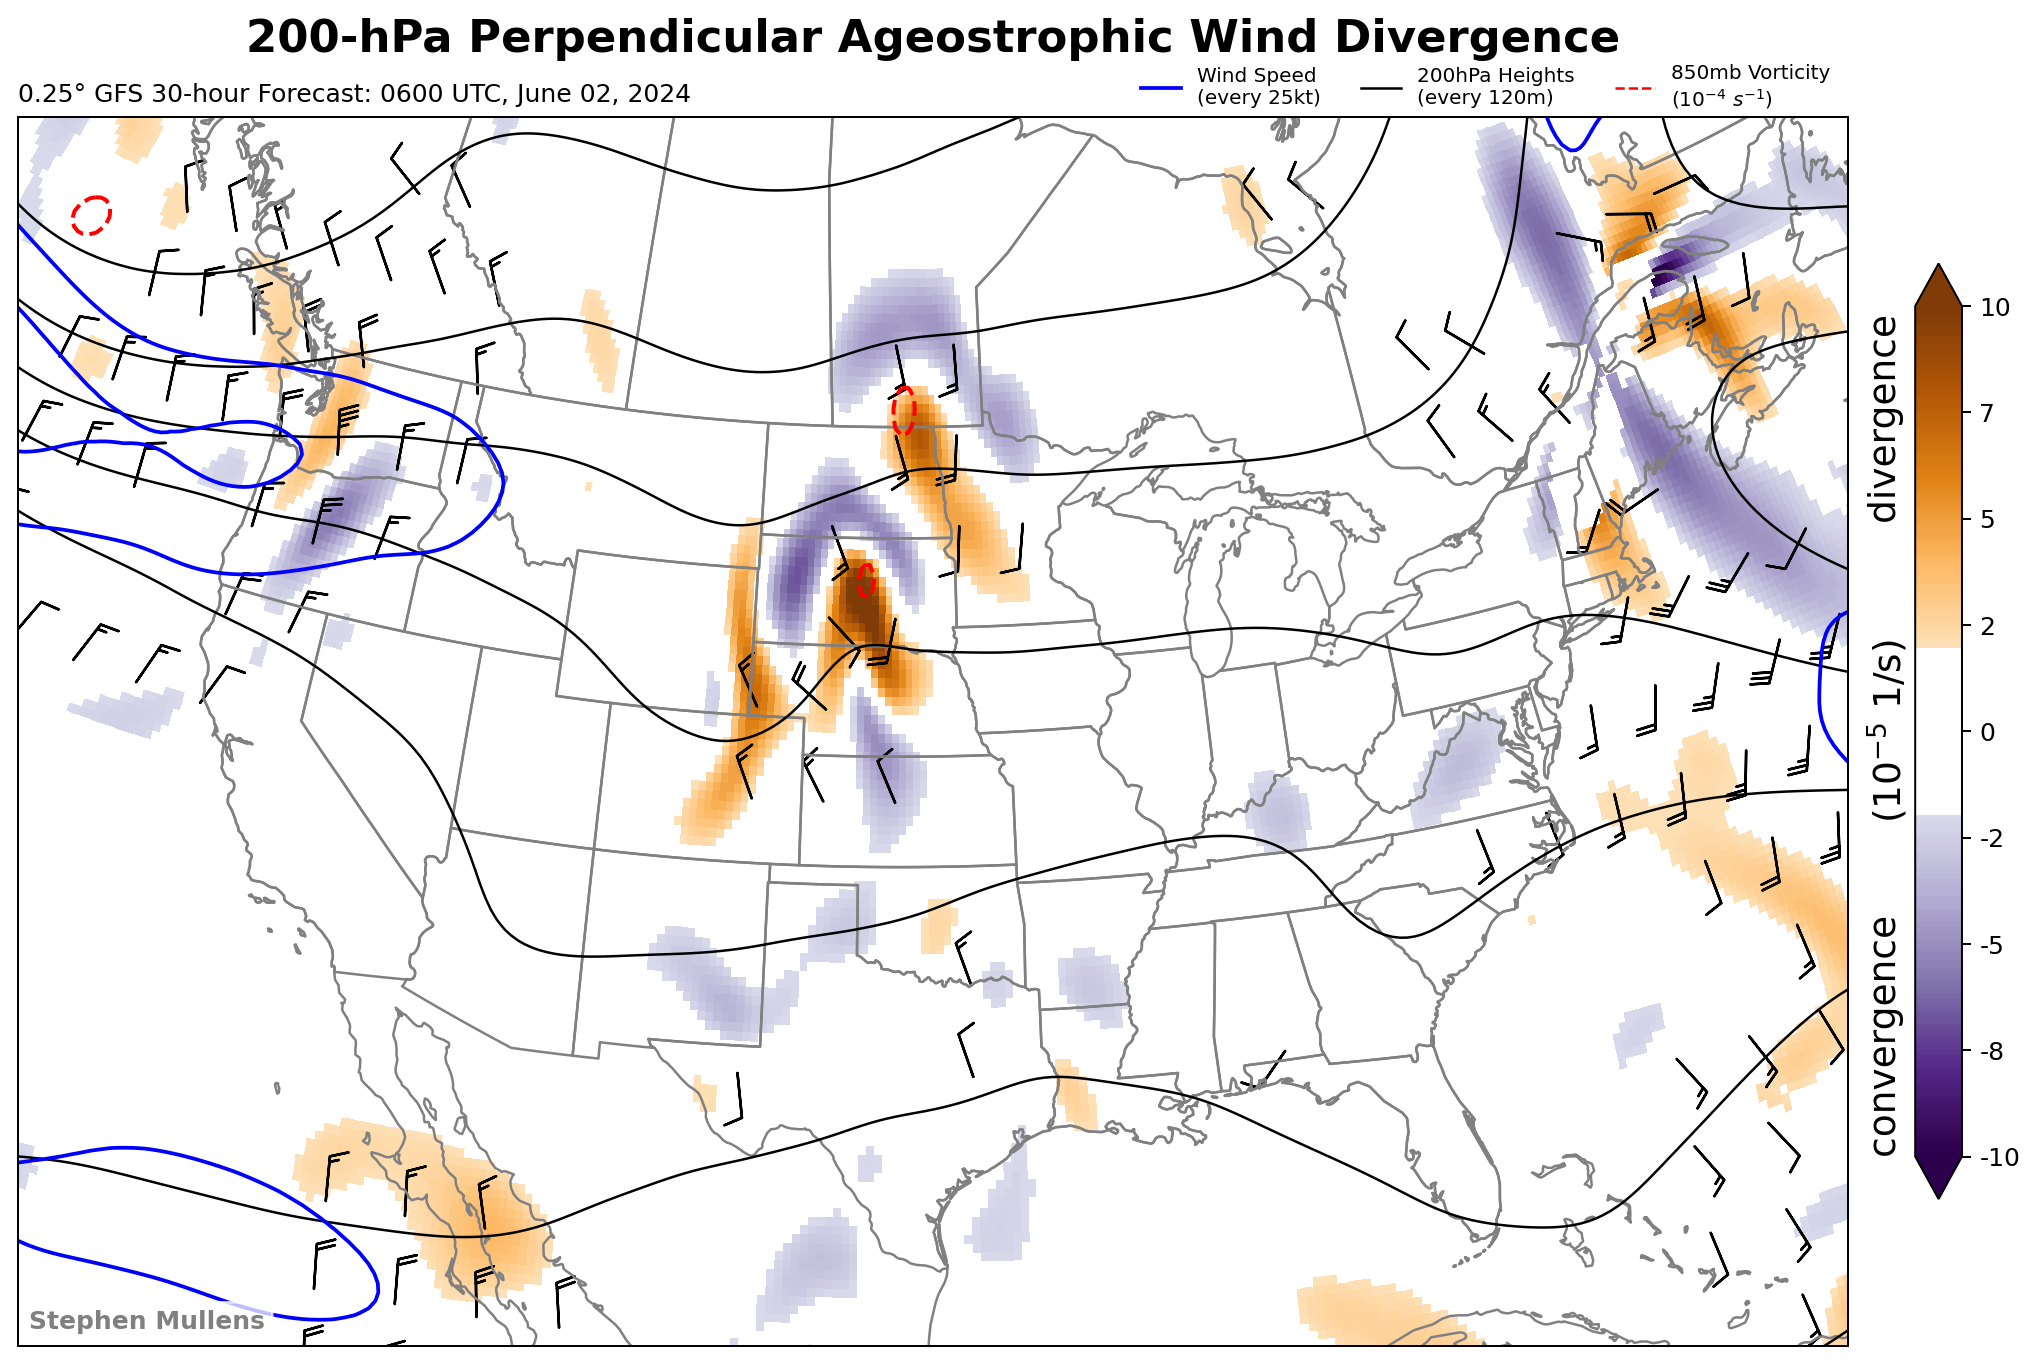 200-hPa Perpendicular Ageostrophic Wind Divergence
0.25° GFS 30-hour Forecast: 0600 UTC, June 02, 2024
Wind Speed
(every 25kt)
200hPa Heights
(every 120m)
850mb Vorticity
(10⁻⁴ s⁻¹)
convergence (10⁻⁵ 1/s) divergence
10
7
5
2
0
-2
-5
-8
-10
Stephen Mullens